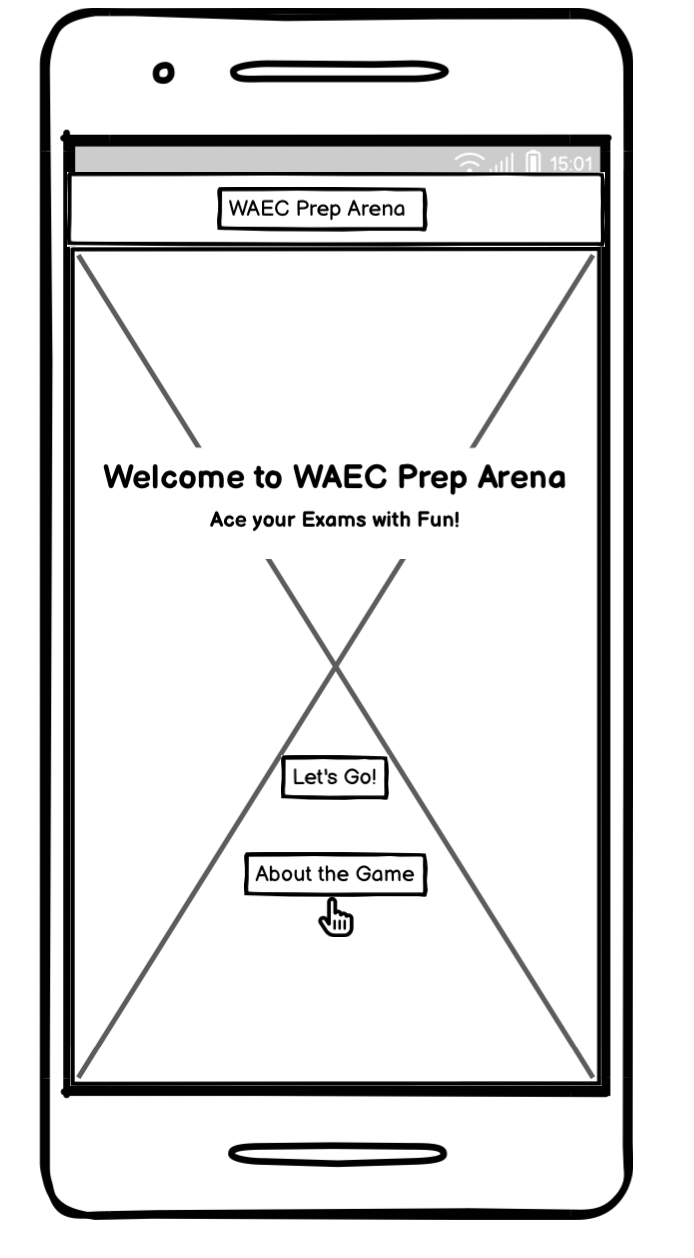 15:01
WAEC Prep Arena
Welcome to WAEC Prep Arena
Ace your Exams with Fun!
Let's Go!
About the Game